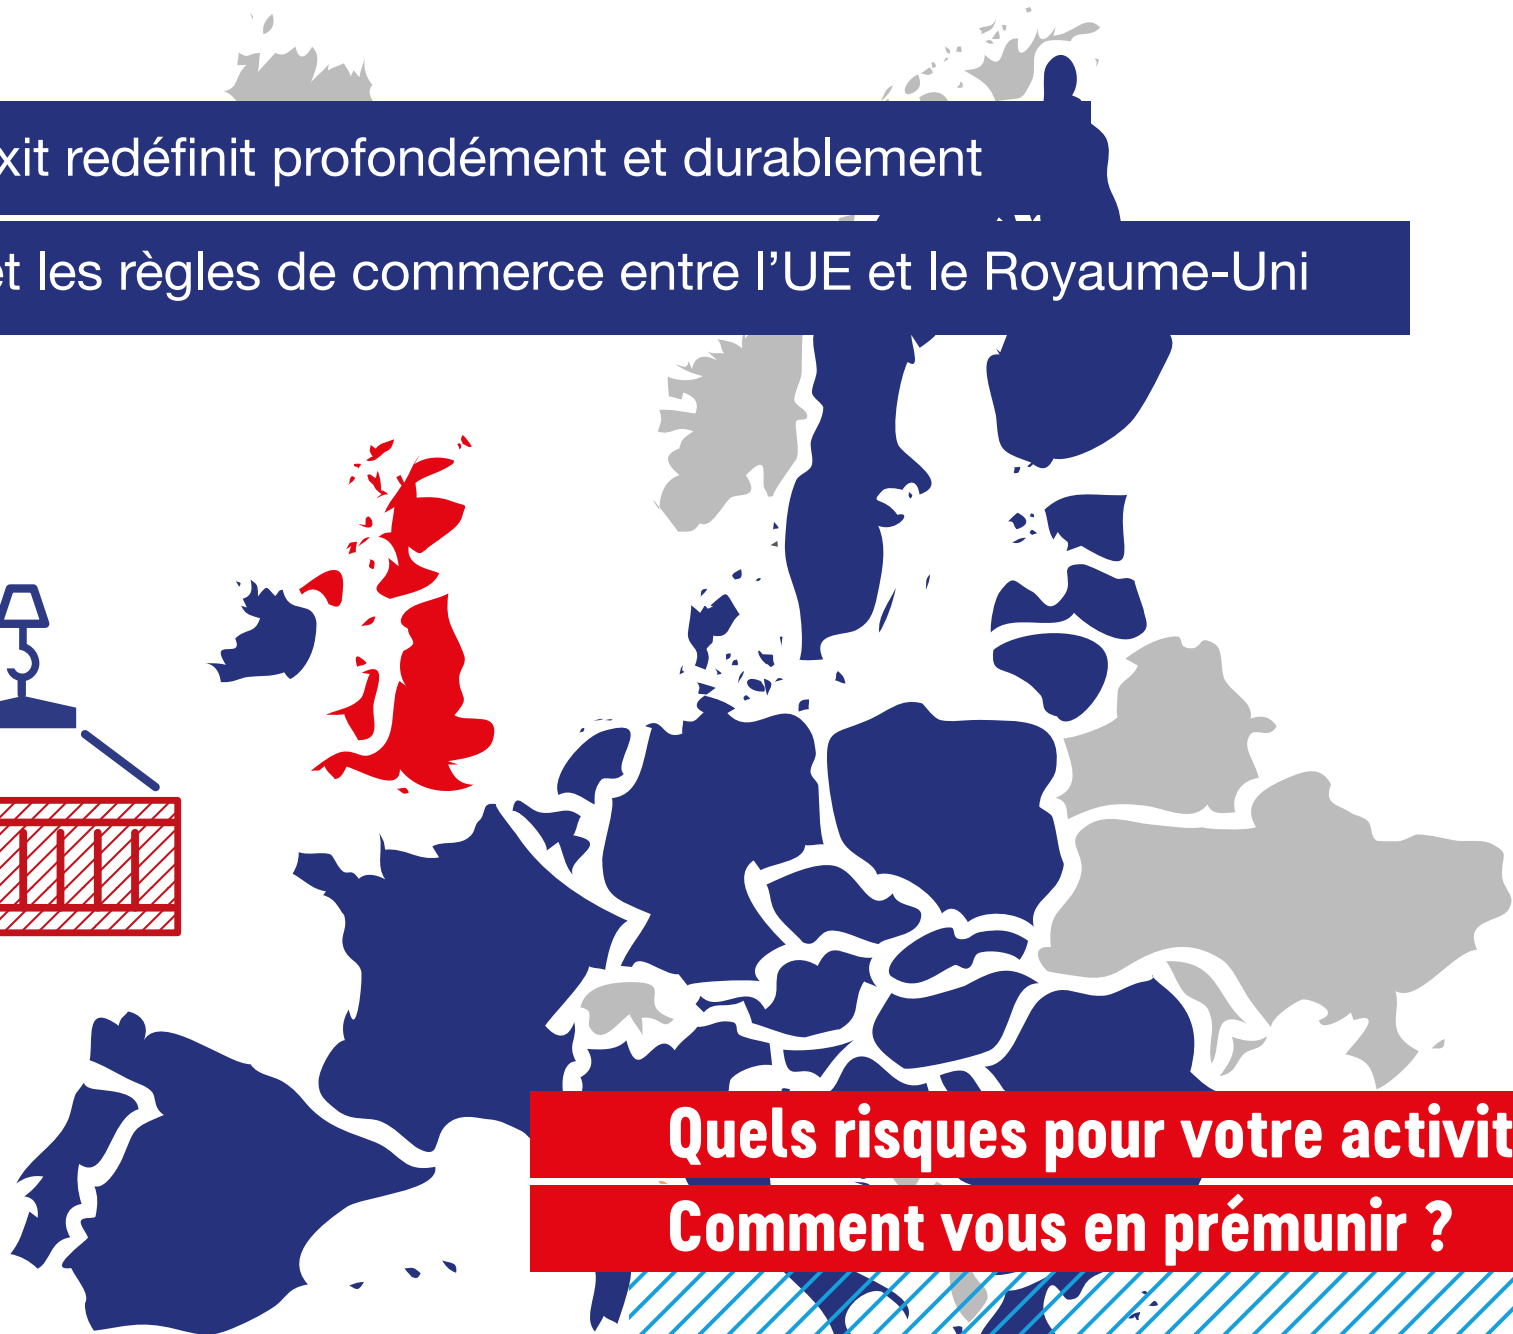 xit redéfinit profondément et durablement
et les règles de commerce entre l’UE et le Royaume-Uni
Quels risques pour votre activit
Comment vous en prémunir ?